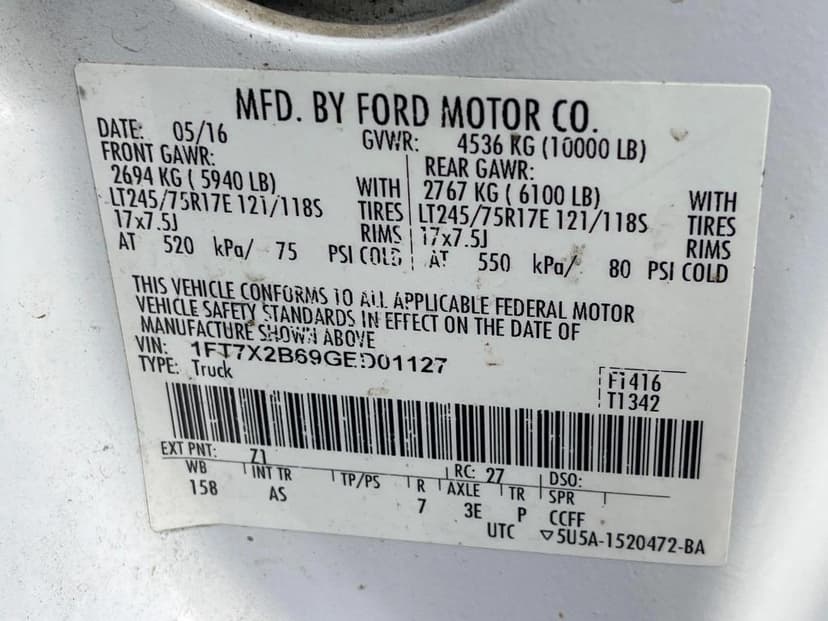 MFD. BY FORD MOTOR CO.
DATE: 05/16 GVWR: 4536 KG (10000 LB)
FRONT GAWR: REAR GAWR:
2694 KG ( 5940 LB) WITH 2767 KG ( 6100 LB) WITH
LT245/75R17E 121/118S TIRES LT245/75R17E 121/118S TIRES
17x7.5J RIMS 17x7.5J RIMS
AT 520 kPa/ 75 PSI COLD AT 550 kPa/ 80 PSI COLD
THIS VEHICLE CONFORMS TO ALL APPLICABLE FEDERAL MOTOR
VEHICLE SAFETY STANDARDS IN EFFECT ON THE DATE OF
MANUFACTURE SHOWN ABOVE
VIN: 1FT7X2B69GED01127
TYPE: Truck
F1416
T1342
EXT PNT: Z1 RC: 27 DSO:
WB INT TR TP/PS R AXLE TR SPR
158 AS 7 3E P CCFF
UTC ▽5U5A-1520472-BA